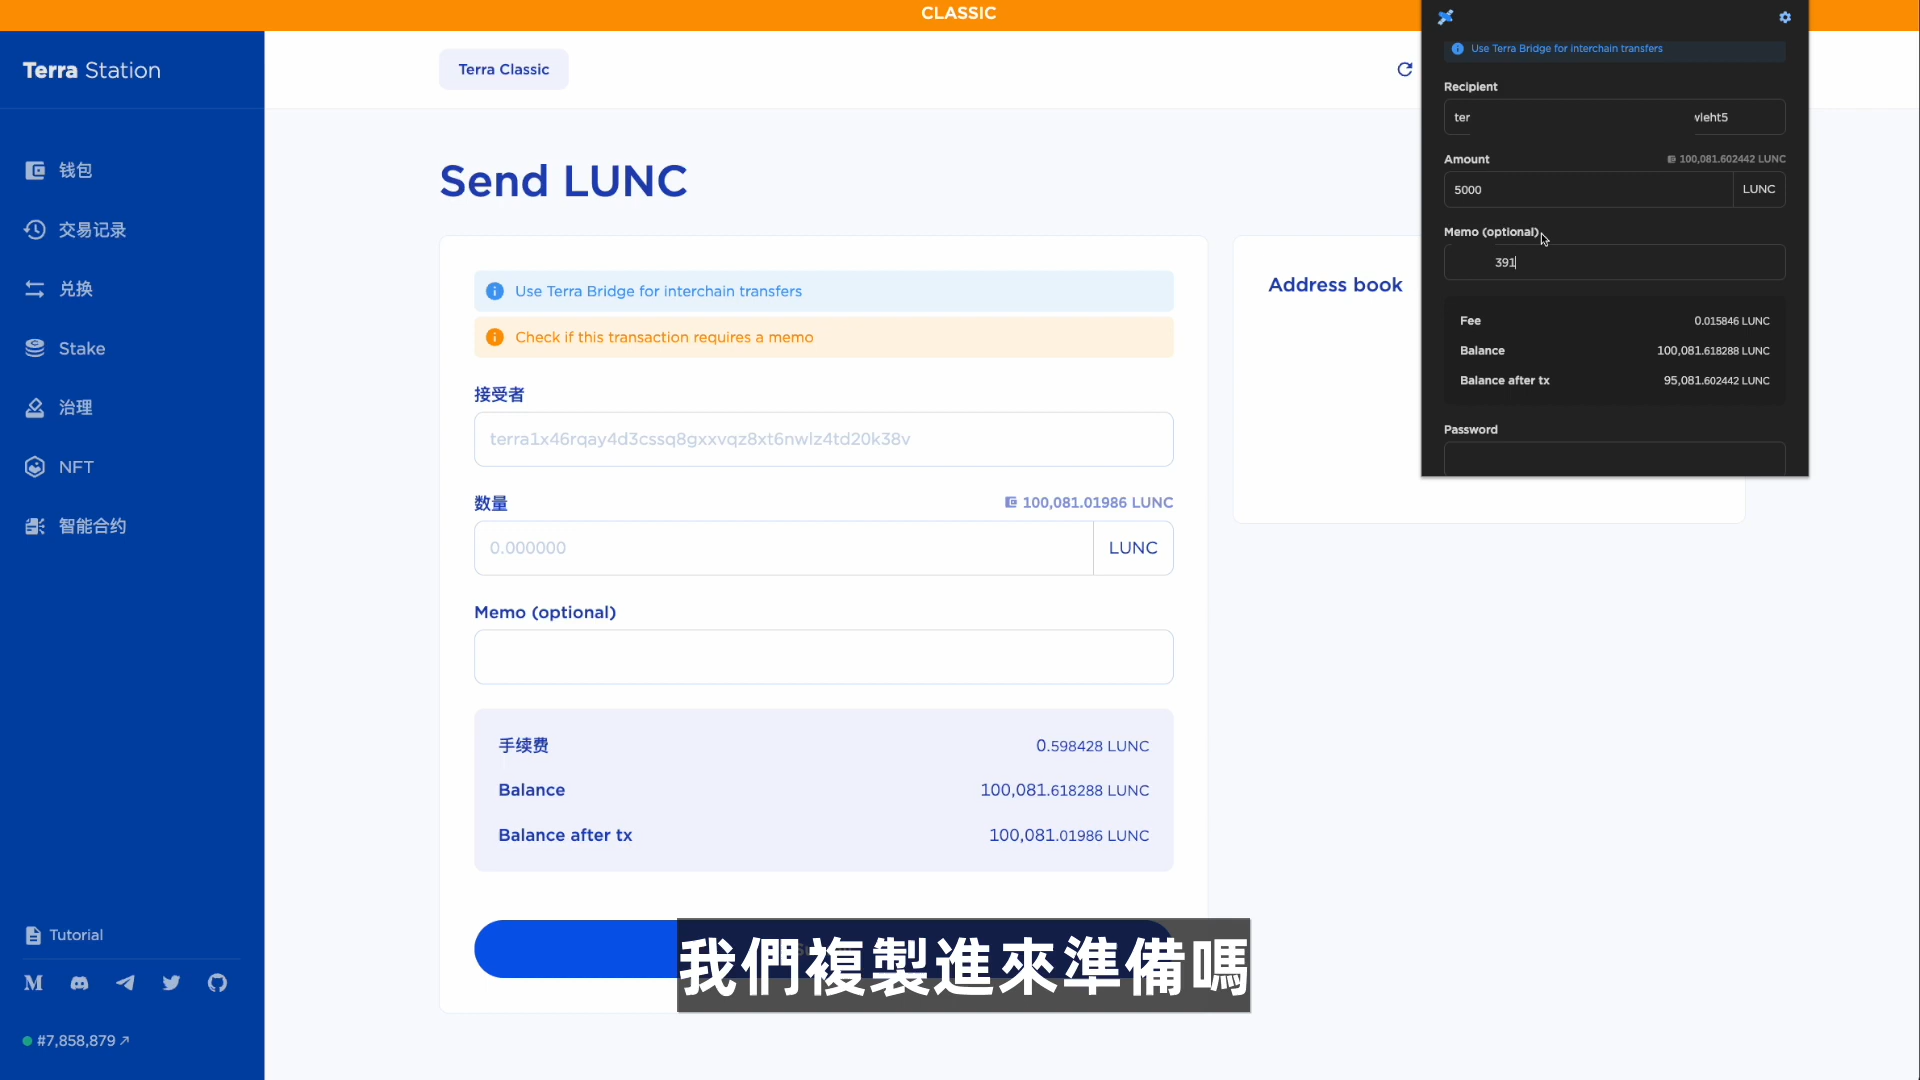 CLASSIC
Terra Station
钱包
交易记录
兑换
Stake
治理
NFT
智能合约
Tutorial
#7,858,879
Terra Classic
Send LUNC
Use Terra Bridge for interchain transfers
Check if this transaction requires a memo
接受者
terra1x46rqay4d3cssq8gxxvqz8xt6nwlz4td20k38v
数量 100,081.01986 LUNC
0.000000 LUNC
Memo (optional)
手续费 0.598428 LUNC
Balance 100,081.618288 LUNC
Balance after tx 100,081.01986 LUNC
Address book
Use Terra Bridge for interchain transfers
Recipient
ter vleht5
Amount 100,081.602442 LUNC
5000 LUNC
Memo (optional)
391
Fee 0.015846 LUNC
Balance 100,081.618288 LUNC
Balance after tx 95,081.602442 LUNC
Password
我們複製進來準備嗎